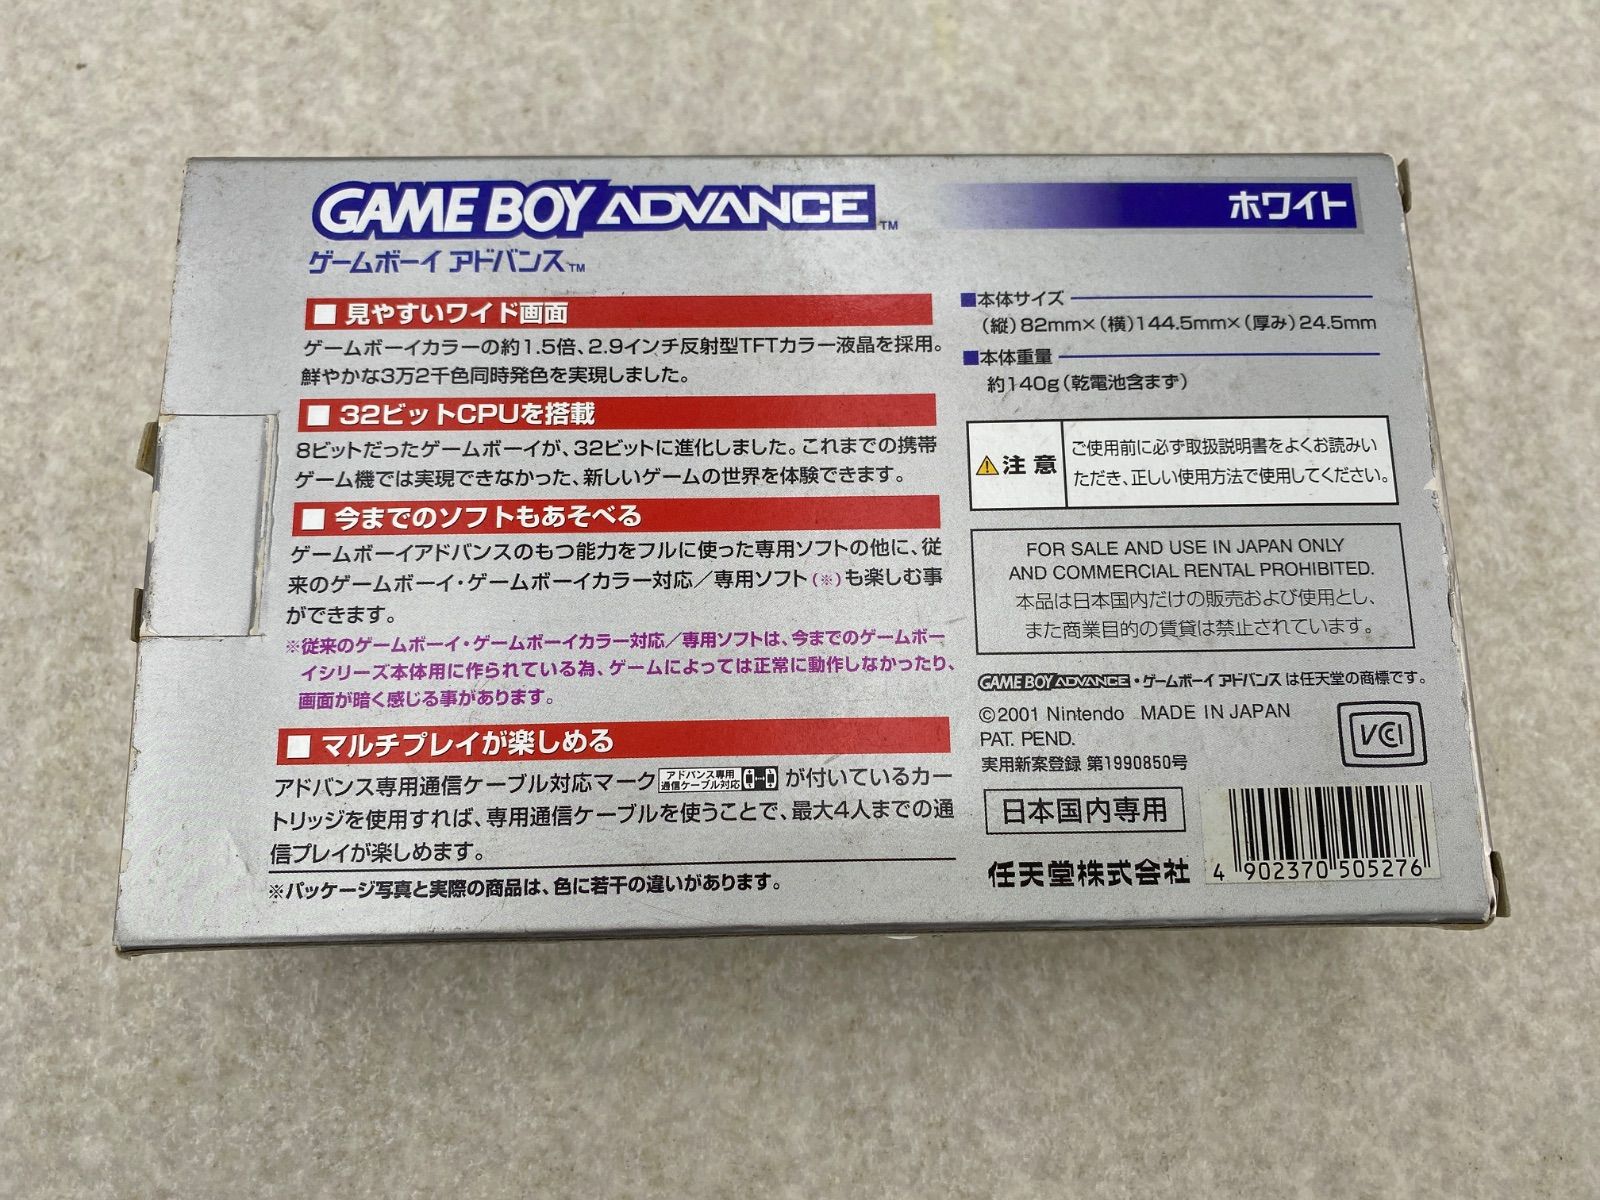 GAME BOY ADVANCE™
ゲームボーイ アドバンス™
ホワイト
■ 見やすいワイド画面
ゲームボーイカラーの約1.5倍、2.9インチ反射型TFTカラー液晶を採用。
鮮やかな3万2千色同時発色を実現しました。
■ 32ビットCPUを搭載
8ビットだったゲームボーイが、32ビットに進化しました。これまでの携帯
ゲーム機では実現できなかった、新しいゲームの世界を体験できます。
■ 今までのソフトもあそべる
ゲームボーイアドバンスのもつ能力をフルに使った専用ソフトの他に、従
来のゲームボーイ・ゲームボーイカラー対応／専用ソフト(※)も楽しむ事
ができます。
※従来のゲームボーイ・ゲームボーイカラー対応／専用ソフトは、今までのゲームボー
イシリーズ本体用に作られている為、ゲームによっては正常に動作しなかったり、
画面が暗く感じる事があります。
■ マルチプレイが楽しめる
アドバンス専用通信ケーブル対応マーク アドバンス専用 通信ケーブル対応 が付いているカー
トリッジを使用すれば、専用通信ケーブルを使うことで、最大4人までの通
信プレイが楽しめます。
※パッケージ写真と実際の商品は、色に若干の違いがあります。
■本体サイズ
(縦)82mm×(横)144.5mm×(厚み)24.5mm
■本体重量
約140g(乾電池含まず)
⚠注意
ご使用前に必ず取扱説明書をよくお読みい
ただき、正しい使用方法で使用してください。
FOR SALE AND USE IN JAPAN ONLY
AND COMMERCIAL RENTAL PROHIBITED.
本品は日本国内だけの販売および使用とし、
また商業目的の賃貸は禁止されています。
GAME BOY ADVANCE・ゲームボーイ アドバンス は任天堂の商標です。
©2001 Nintendo MADE IN JAPAN
PAT. PEND.
実用新案登録 第1990850号
VCI
日本国内専用
任天堂株式会社
4 902370 505276